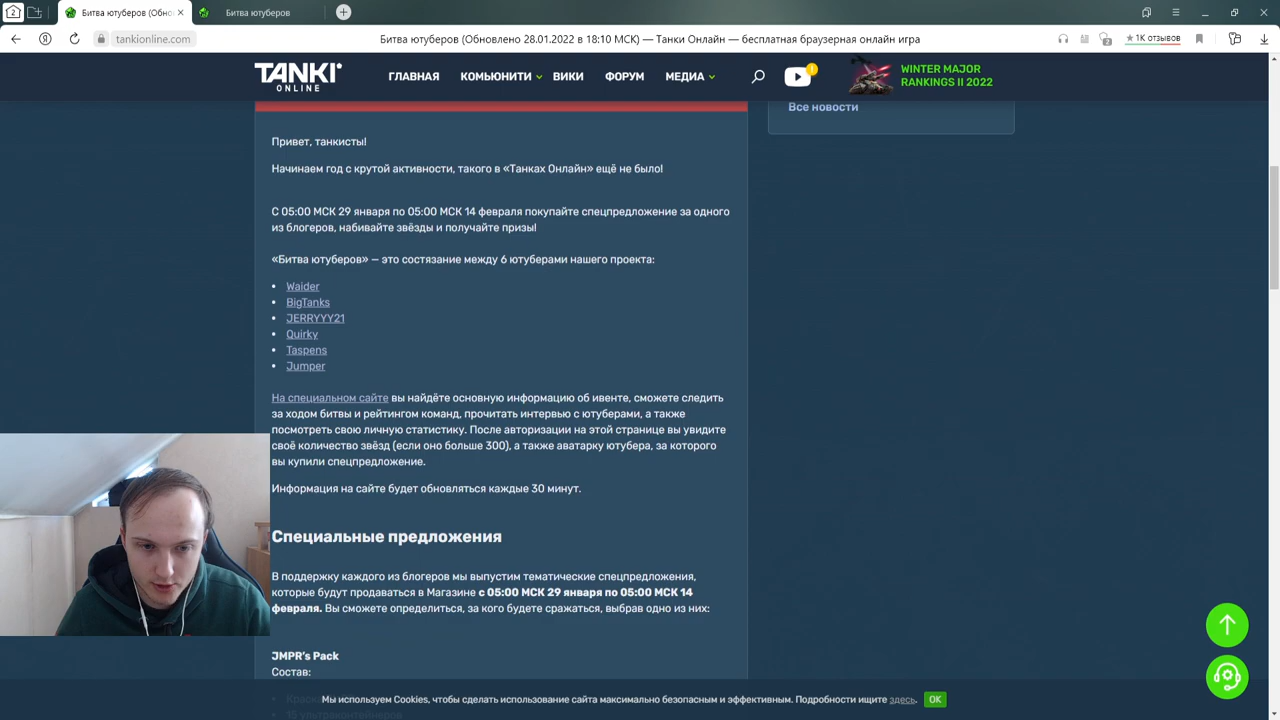 2
Битва ютуберов (Обно
Битва ютуберов
tankionline.com
Битва ютуберов (Обновлено 28.01.2022 в 18:10 МСК) — Танки Онлайн — бесплатная браузерная онлайн игра
1К отзывов
TANKI
ONLINE
ГЛАВНАЯ
КОМЬЮНИТИ
ВИКИ
ФОРУМ
МЕДИА
WINTER MAJOR
RANKINGS II 2022
Все новости
Привет, танкисты!
Начинаем год с крутой активности, такого в «Танках Онлайн» ещё не было!
С 05:00 МСК 29 января по 05:00 МСК 14 февраля покупайте спецпредложение за одного
из блогеров, набивайте звёзды и получайте призы!
«Битва ютуберов» — это состязание между 6 ютуберами нашего проекта:
• Waider
• BigTanks
• JERRYYY21
• Quirky
• Taspens
• Jumper
На специальном сайте вы найдёте основную информацию об ивенте, сможете следить
за ходом битвы и рейтингом команд, прочитать интервью с ютуберами, а также
посмотреть свою личную статистику. После авторизации на этой странице вы увидите
своё количество звёзд (если оно больше 300), а также аватарку ютубера, за которого
вы купили спецпредложение.
Информация на сайте будет обновляться каждые 30 минут.
Специальные предложения
В поддержку каждого из блогеров мы выпустим тематические спецпредложения,
которые будут продаваться в Магазине с 05:00 МСК 29 января по 05:00 МСК 14
февраля. Вы сможете определиться, за кого будете сражаться, выбрав одно из них:
JMPR's Pack
Состав:
Мы используем Cookies, чтобы сделать использование сайта максимально безопасным и эффективным. Подробности ищите здесь.
OK
15 ультраконтейнеров